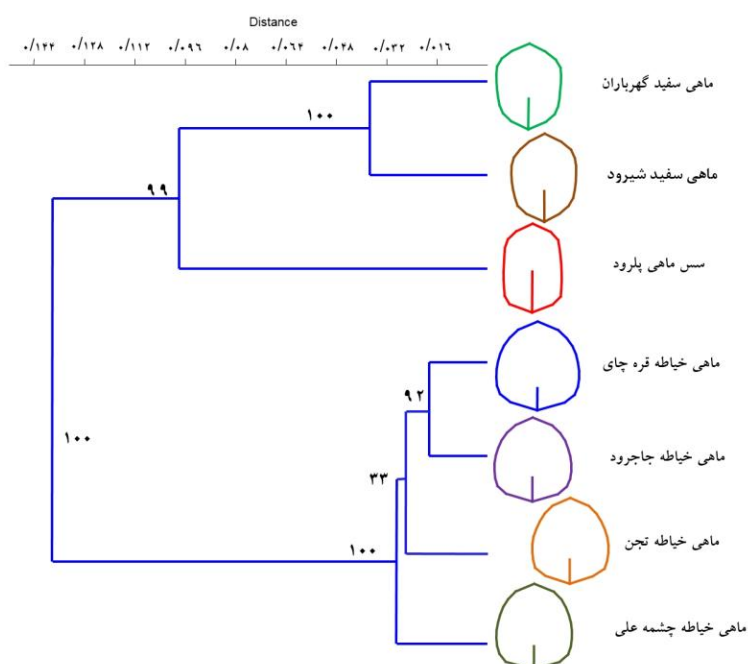 Distance
۰/۱۴۴ ۰/۱۲۸ ۰/۱۱۲ ۰/۰۹۶ ۰/۰۸ ۰/۰۶۴ ۰/۰۴۸ ۰/۰۳۲ ۰/۰۱۶
ماهی سفید گهرباران
۱۰۰
ماهی سفید شیرود
۹۹
سس ماهی پلرود
ماهی خیاطه قره چای
۹۲
۱۰۰
ماهی خیاطه جاجرود
۳۳
ماهی خیاطه تجن
۱۰۰
ماهی خیاطه چشمه علی